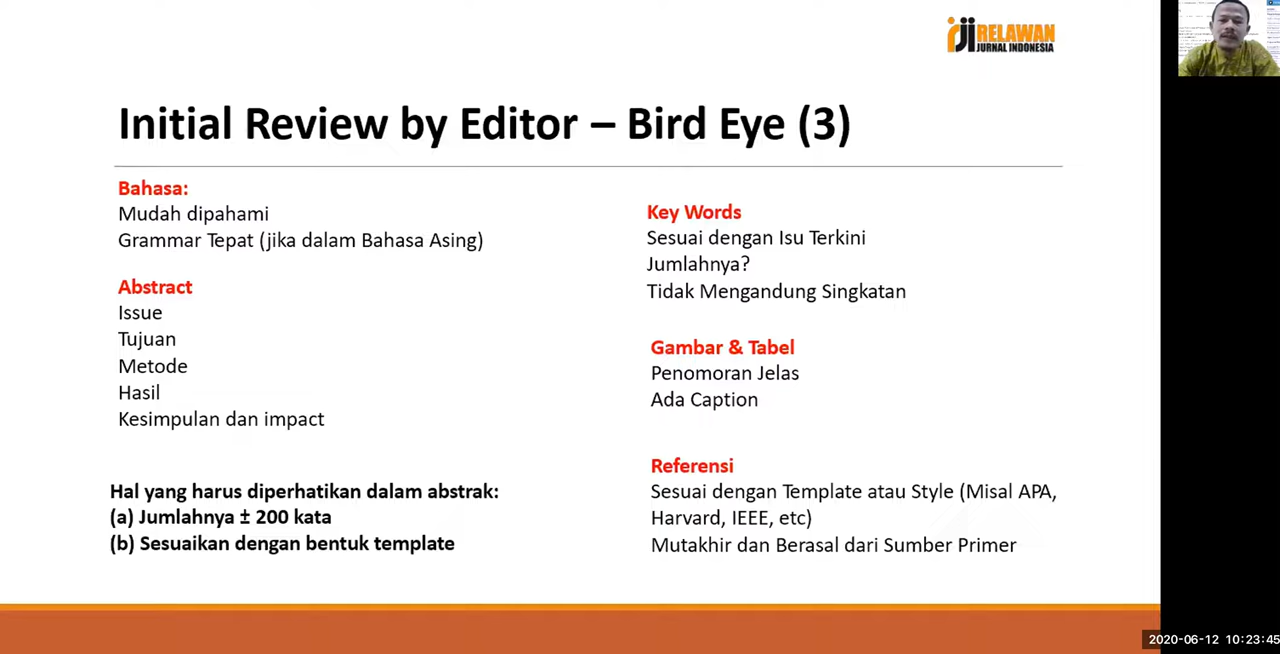 RELAWAN
JURNAL INDONESIA
Initial Review by Editor – Bird Eye (3)
Bahasa:
Mudah dipahami
Grammar Tepat (jika dalam Bahasa Asing)
Abstract
Issue
Tujuan
Metode
Hasil
Kesimpulan dan impact
Hal yang harus diperhatikan dalam abstrak:
(a) Jumlahnya ± 200 kata
(b) Sesuaikan dengan bentuk template
Key Words
Sesuai dengan Isu Terkini
Jumlahnya?
Tidak Mengandung Singkatan
Gambar & Tabel
Penomoran Jelas
Ada Caption
Referensi
Sesuai dengan Template atau Style (Misal APA,
Harvard, IEEE, etc)
Mutakhir dan Berasal dari Sumber Primer
2020-06-12 10:23:45